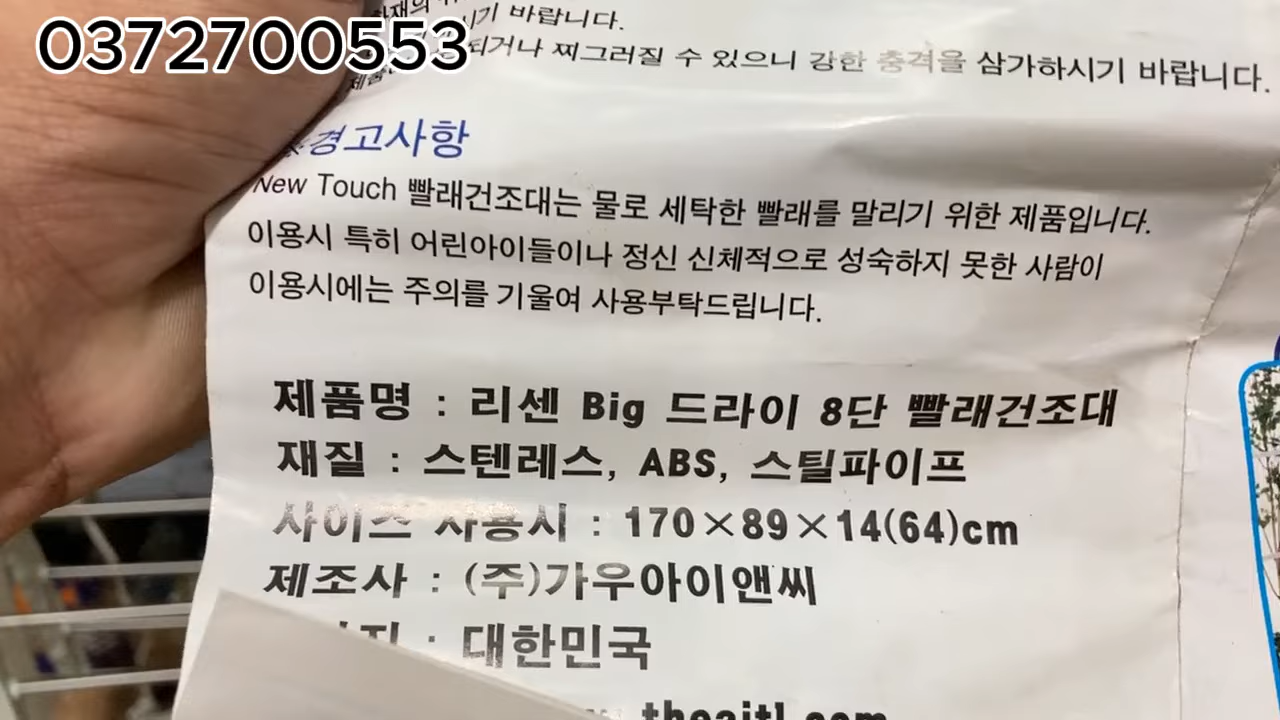 0372700553
기 바랍니다.
되거나 찌그러질 수 있으니 강한 충격을 삼가하시기 바랍니다.
경고사항
New Touch 빨래건조대는 물로 세탁한 빨래를 말리기 위한 제품입니다.
이용시 특히 어린아이들이나 정신 신체적으로 성숙하지 못한 사람이
이용시에는 주의를 기울여 사용부탁드립니다.
제품명 : 리센 Big 드라이 8단 빨래건조대
재질 : 스텐레스, ABS, 스틸파이프
사이즈 사용시 : 170×89×14(64)cm
제조사 : (주)가우아이앤씨
: 대한민국